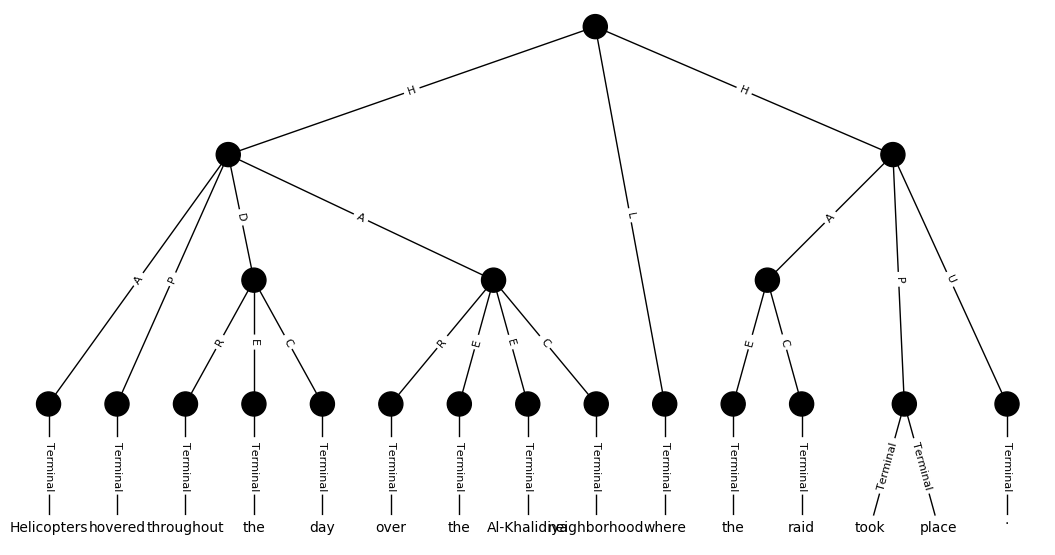 H H
D A L A
A P P U
R E C R E E C E C
Terminal Terminal Terminal Terminal Terminal Terminal Terminal Terminal Terminal Terminal Terminal Terminal Terminal Terminal Terminal
Helicopters hovered throughout the day over the Al-Khalidiya neighborhood where the raid took place .